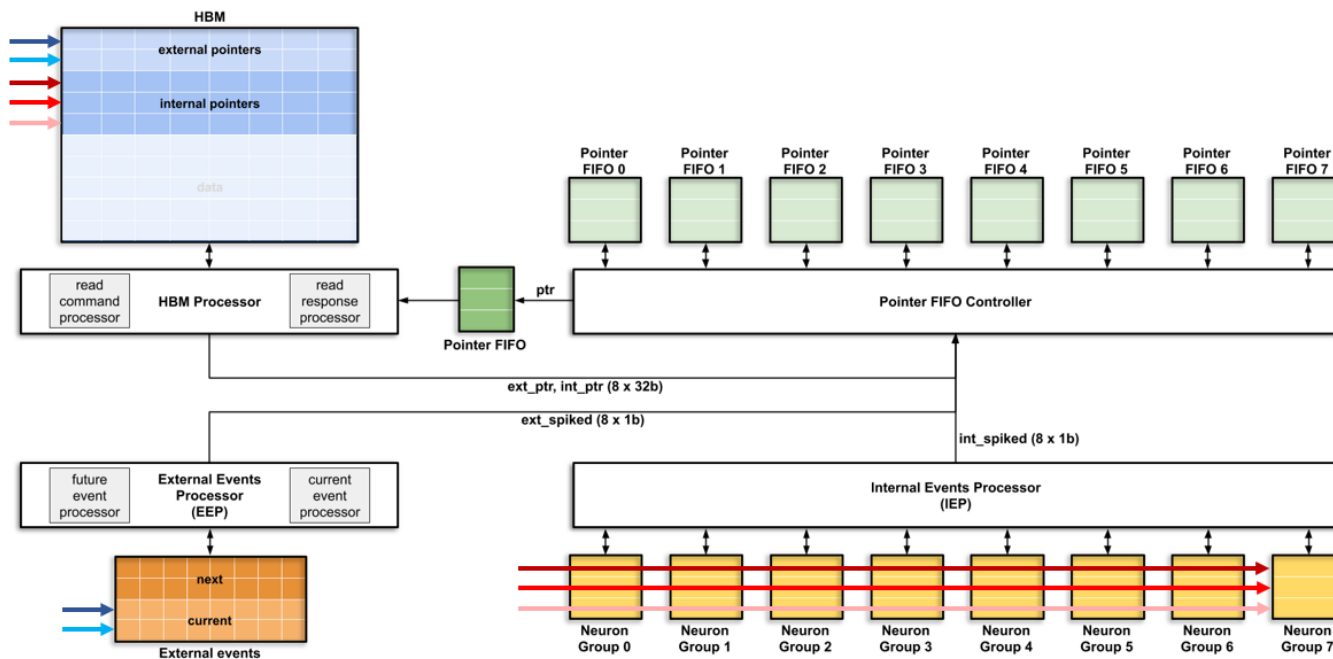 HBM
external pointers
internal pointers
data
Pointer
FIFO 0
Pointer
FIFO 1
Pointer
FIFO 2
Pointer
FIFO 3
Pointer
FIFO 4
Pointer
FIFO 5
Pointer
FIFO 6
Pointer
FIFO 7
read
command
processor
HBM Processor
read
response
processor
Pointer FIFO
ptr
Pointer FIFO Controller
ext_ptr, int_ptr (8 x 32b)
ext_spiked (8 x 1b)
int_spiked (8 x 1b)
future
event
processor
External Events
Processor
(EEP)
current
event
processor
Internal Events Processor
(IEP)
next
current
External events
Neuron
Group 0
Neuron
Group 1
Neuron
Group 2
Neuron
Group 3
Neuron
Group 4
Neuron
Group 5
Neuron
Group 6
Neuron
Group 7